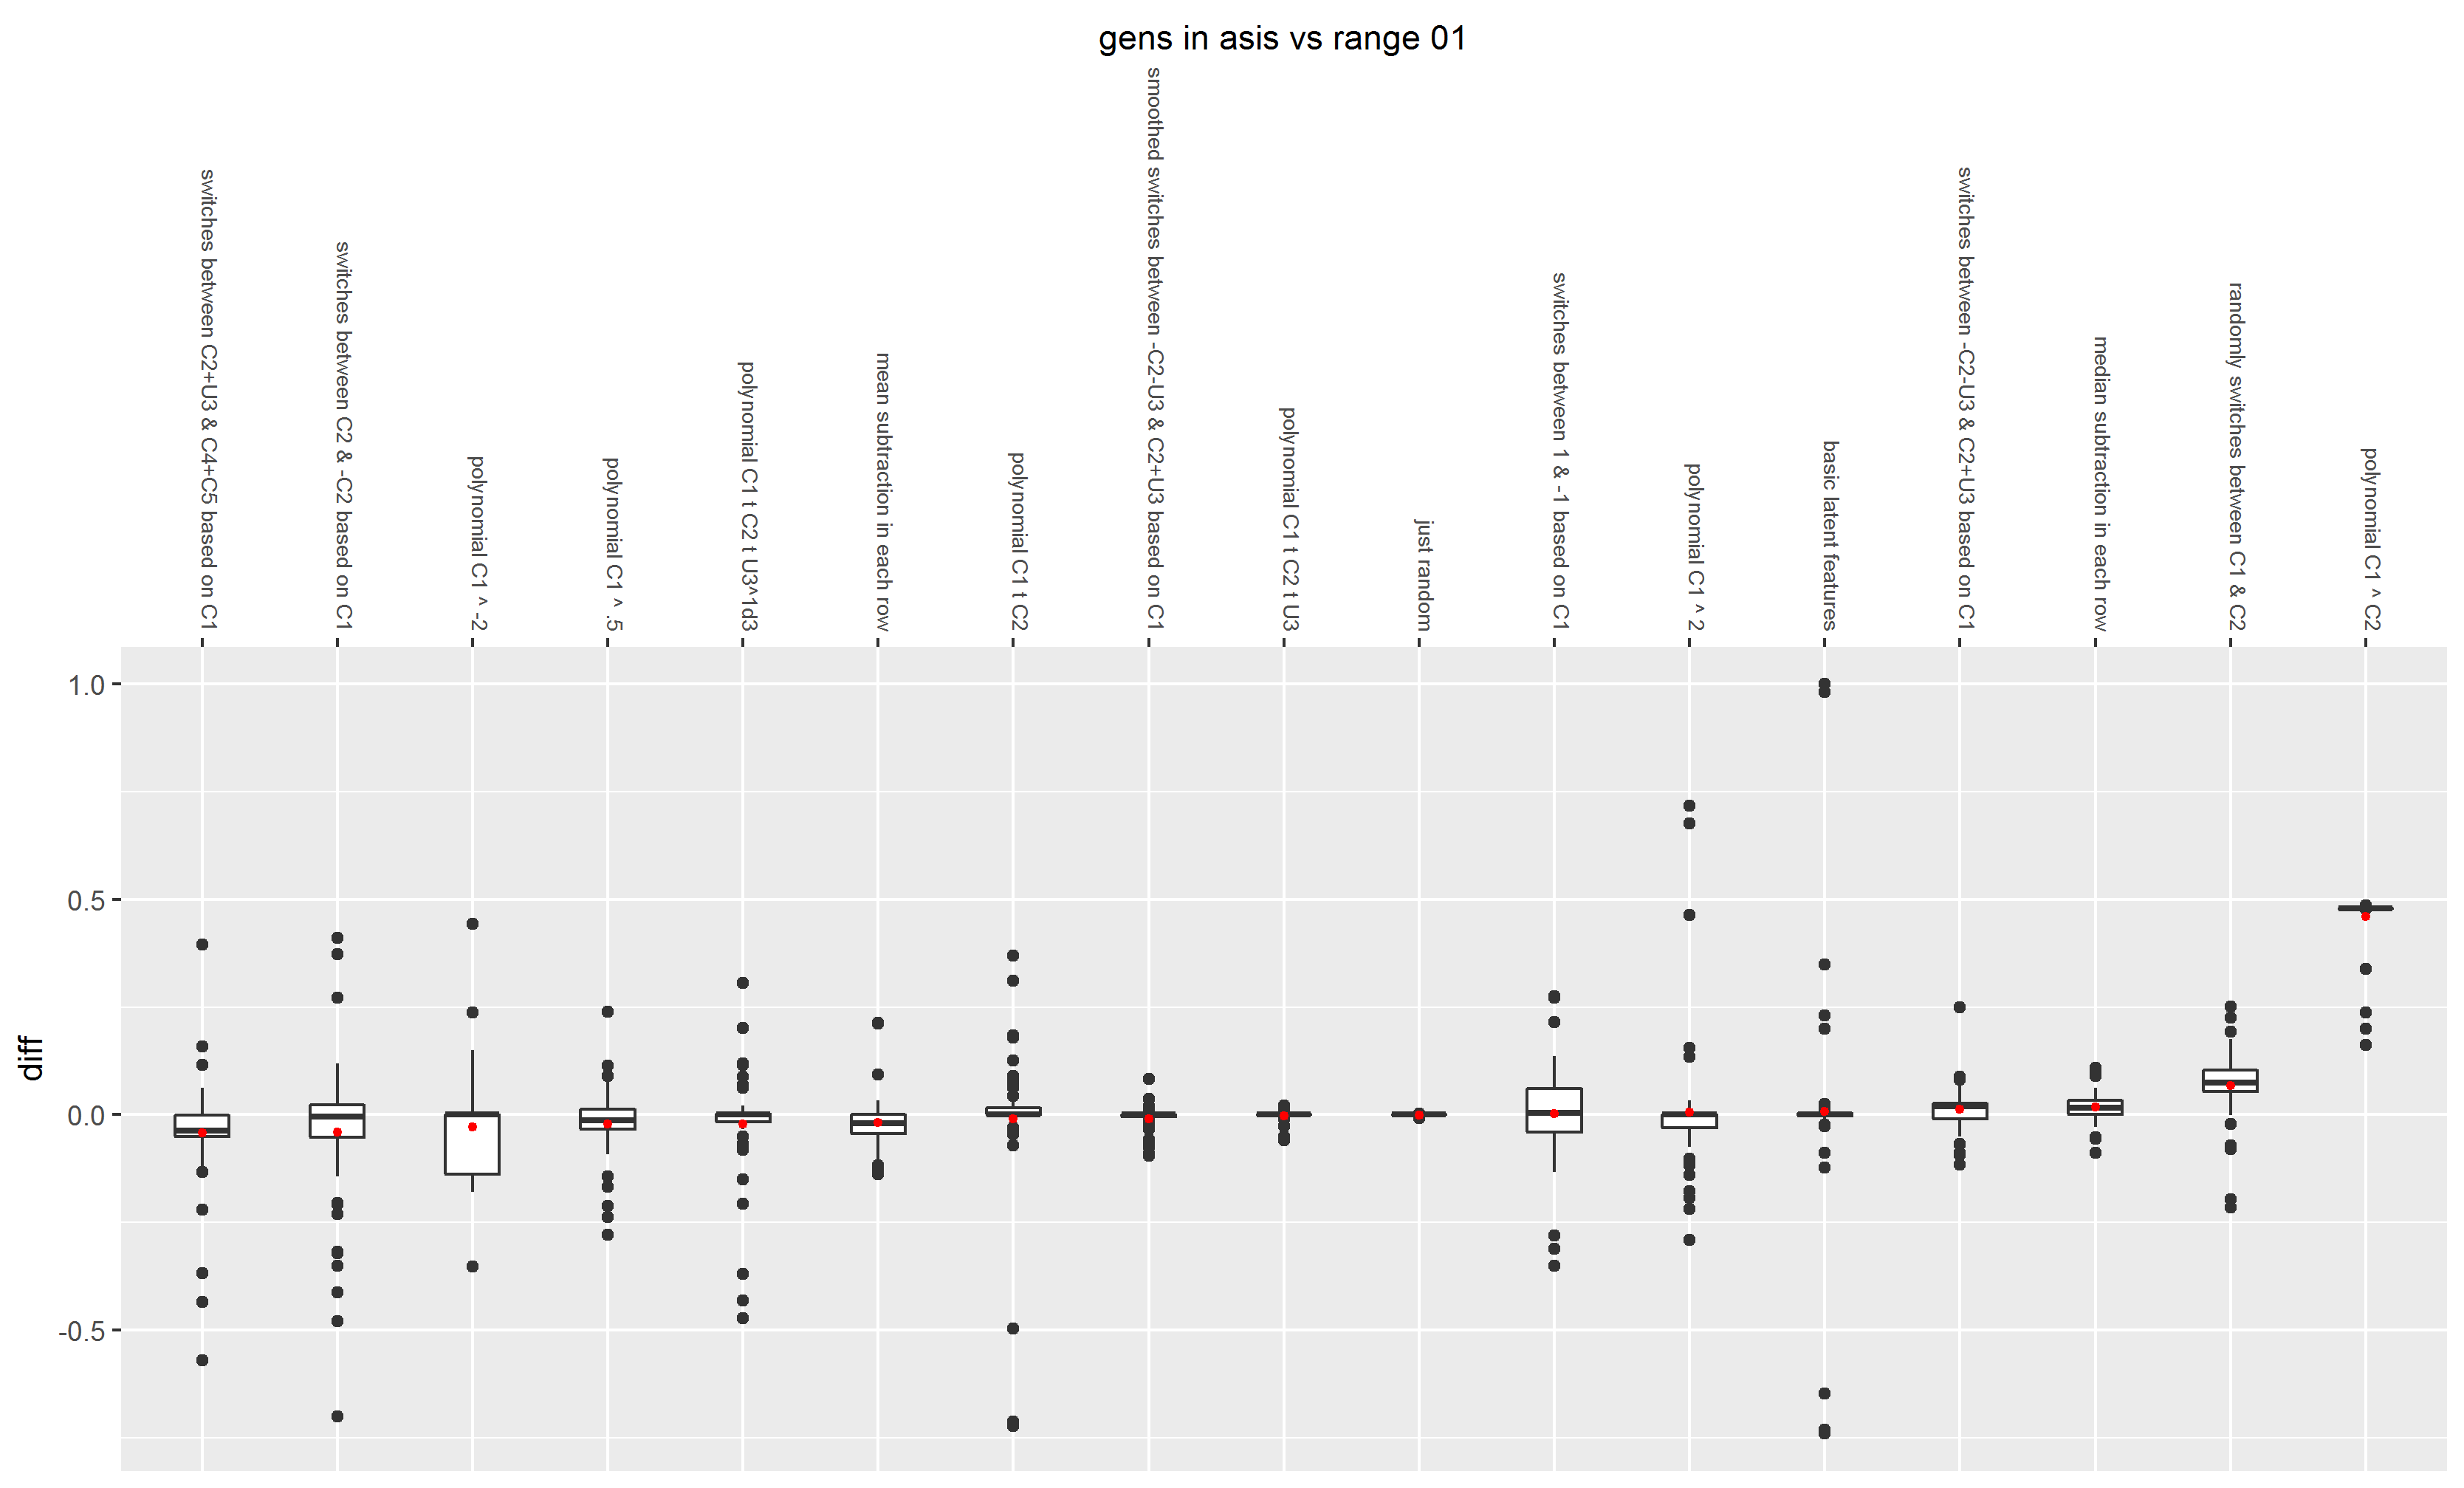 gens in asis vs range 01
switches between C2+U3 & C4+C5 based on C1
switches between C2 & -C2 based on C1
polynomial C1 ^ -2
polynomial C1 ^ .5
polynomial C1 t C2 t U3^1d3
mean subtraction in each row
polynomial C1 t C2
smoothed switches between -C2-U3 & C2+U3 based on C1
polynomial C1 t C2 t U3
just random
switches between 1 & -1 based on C1
polynomial C1 ^ 2
basic latent features
switches between -C2-U3 & C2+U3 based on C1
median subtraction in each row
randomly switches between C1 & C2
polynomial C1 ^ C2
1.0
0.5
0.0
-0.5
diff